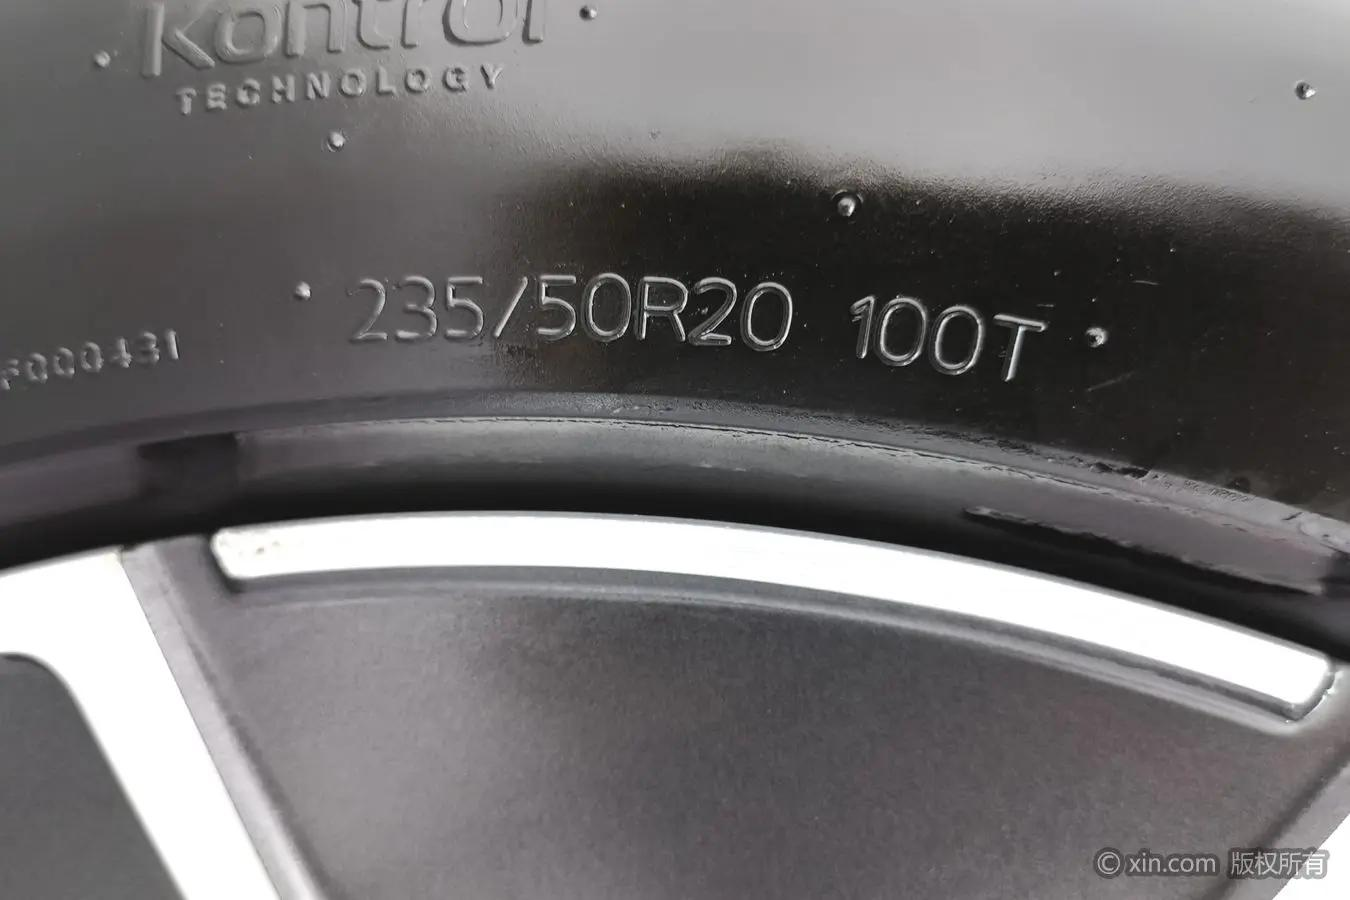 Kontrol
TECHNOLOGY
235/50R20 100T
F000431
© xin.com 版权所有